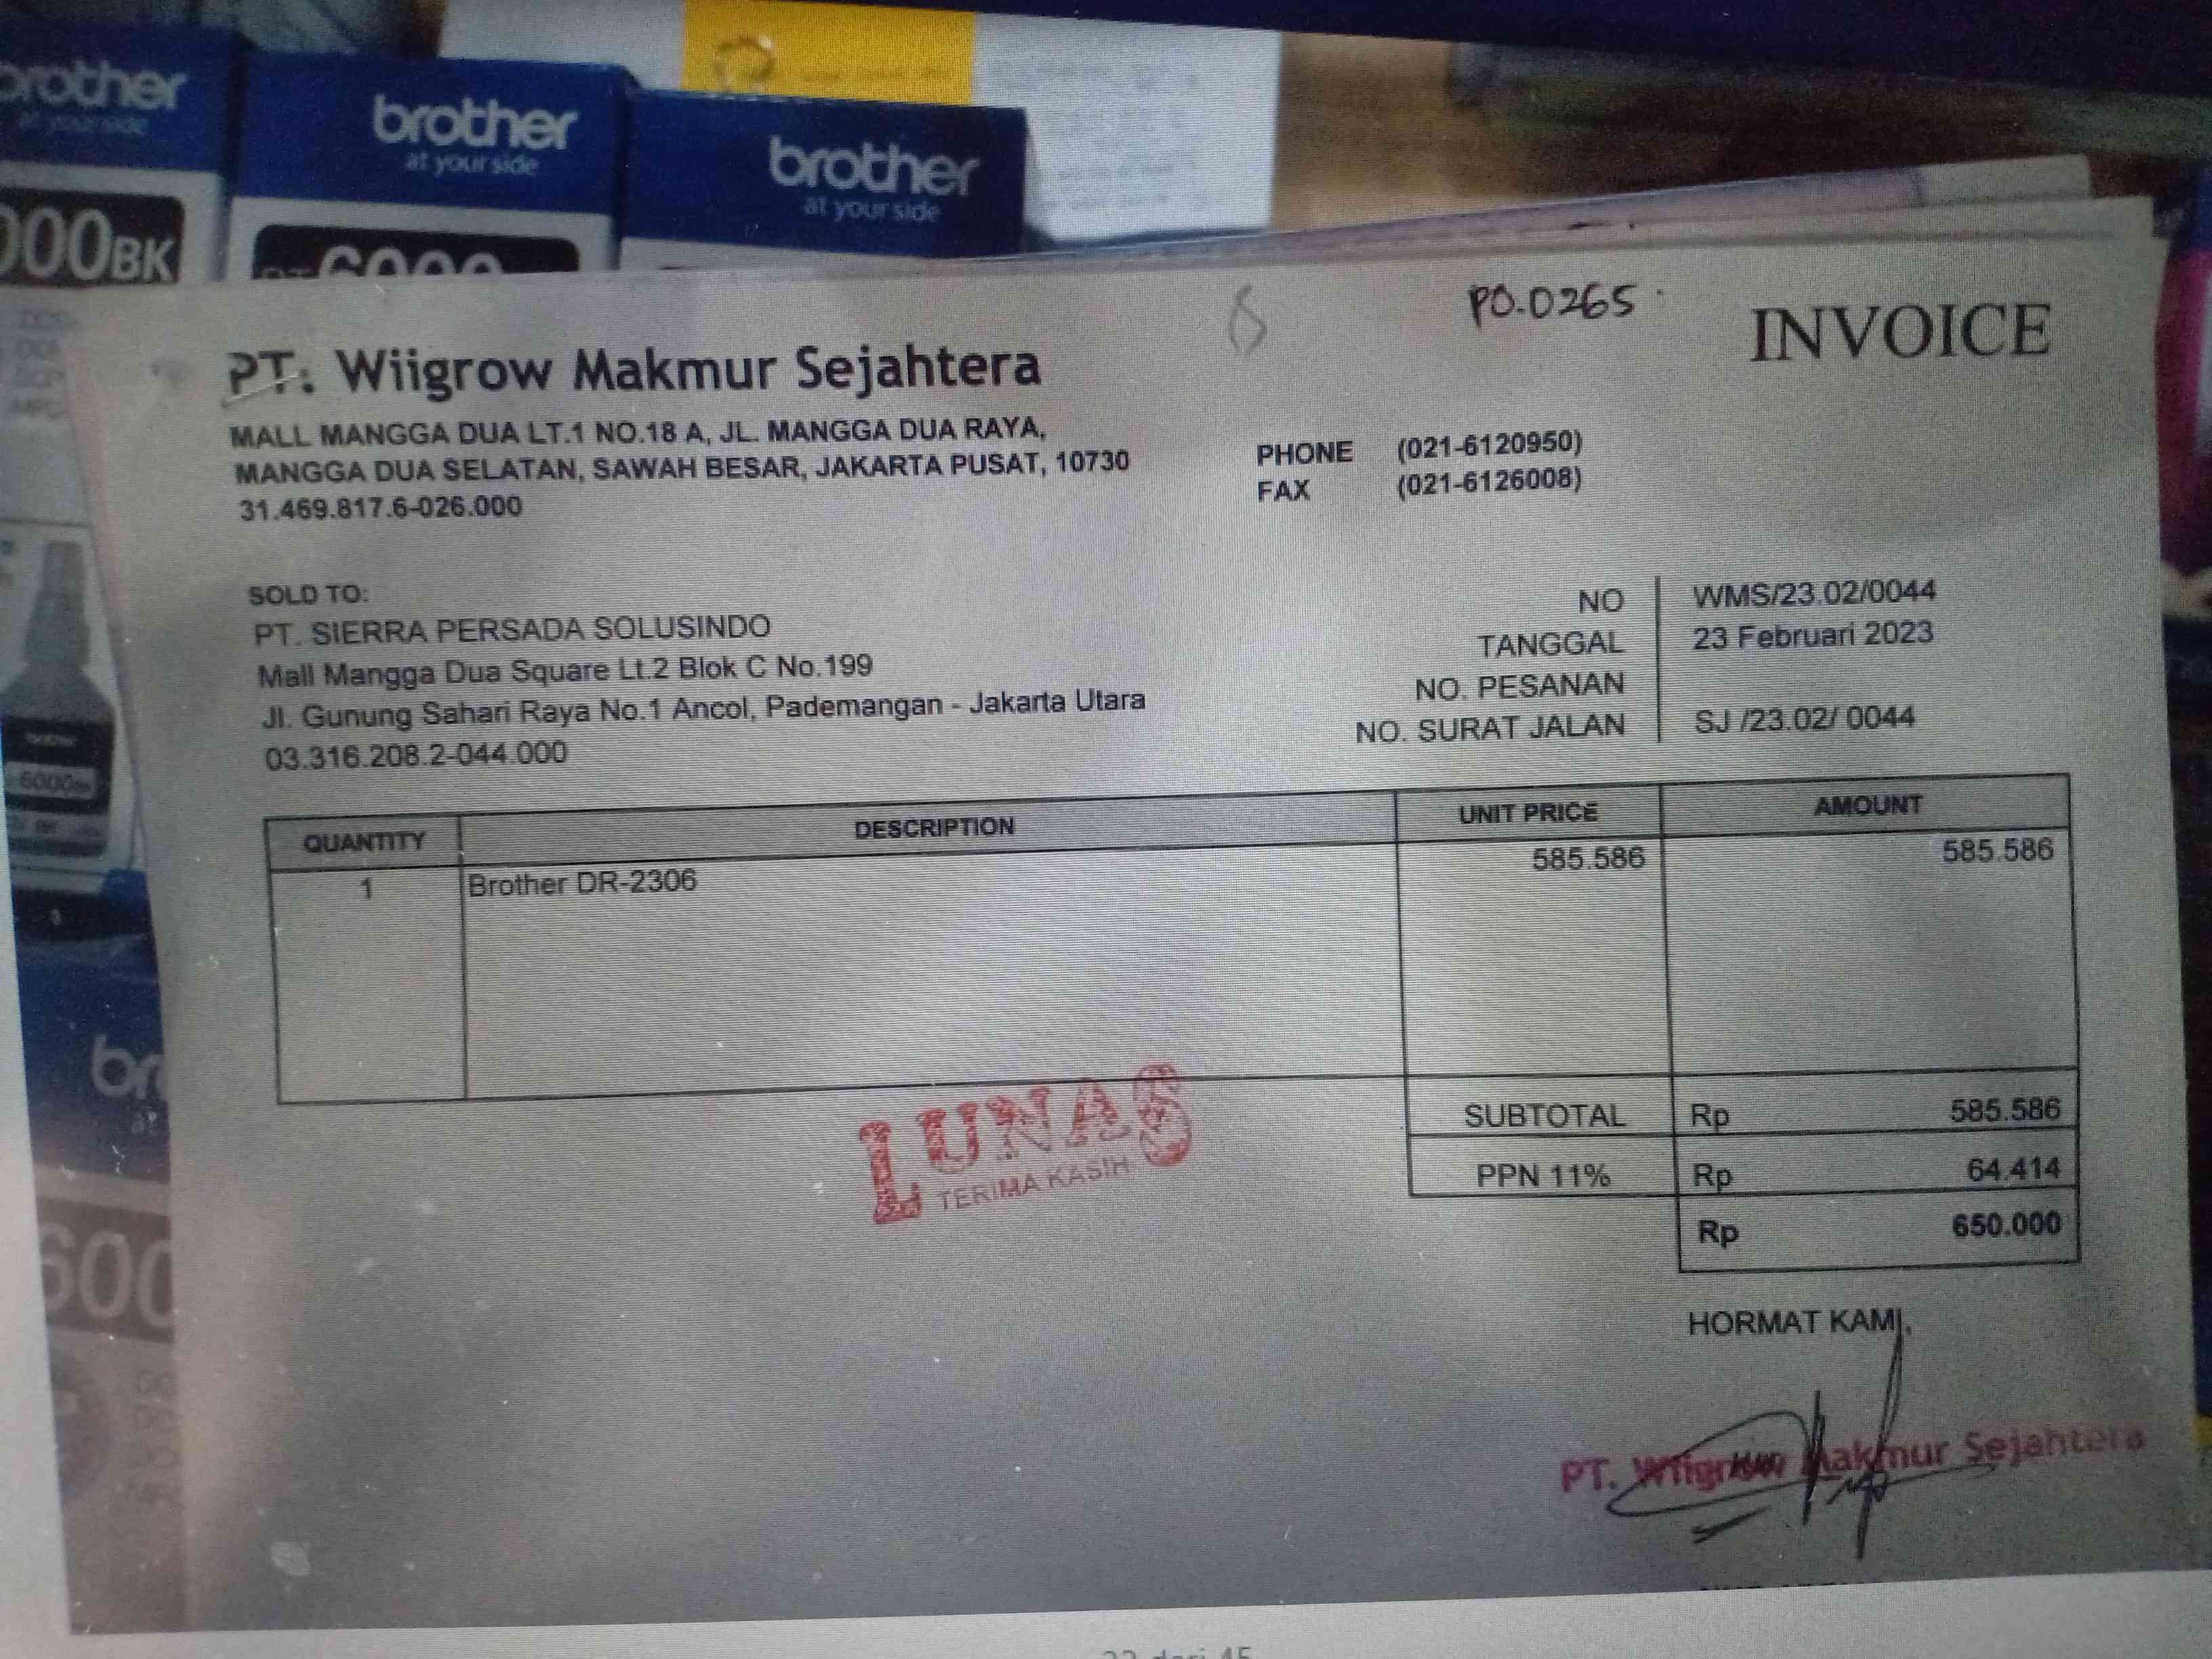 brother
at your side
brother
at your side
brother
at your side
000BK
6000
PO.0265
INVOICE
PT. Wiigrow Makmur Sejahtera
MALL MANGGA DUA LT.1 NO.18 A, JL. MANGGA DUA RAYA,
MANGGA DUA SELATAN, SAWAH BESAR, JAKARTA PUSAT, 10730
31.469.817.6-026.000
PHONE (021-6120950)
FAX (021-6126008)
SOLD TO:
PT. SIERRA PERSADA SOLUSINDO
Mall Mangga Dua Square Lt.2 Blok C No.199
Jl. Gunung Sahari Raya No.1 Ancol, Pademangan - Jakarta Utara
03.316.208.2-044.000
NO WMS/23.02/0044
TANGGAL 23 Februari 2023
NO. PESANAN
NO. SURAT JALAN SJ /23.02/ 0044
QUANTITY DESCRIPTION UNIT PRICE AMOUNT
1 Brother DR-2306 585.586 585.586
SUBTOTAL Rp 585.586
PPN 11% Rp 64.414
Rp 650.000
LUNAS
TERIMA KASIH
HORMAT KAMI,
PT. Wiigrow Makmur Sejahtera
6000
br
600